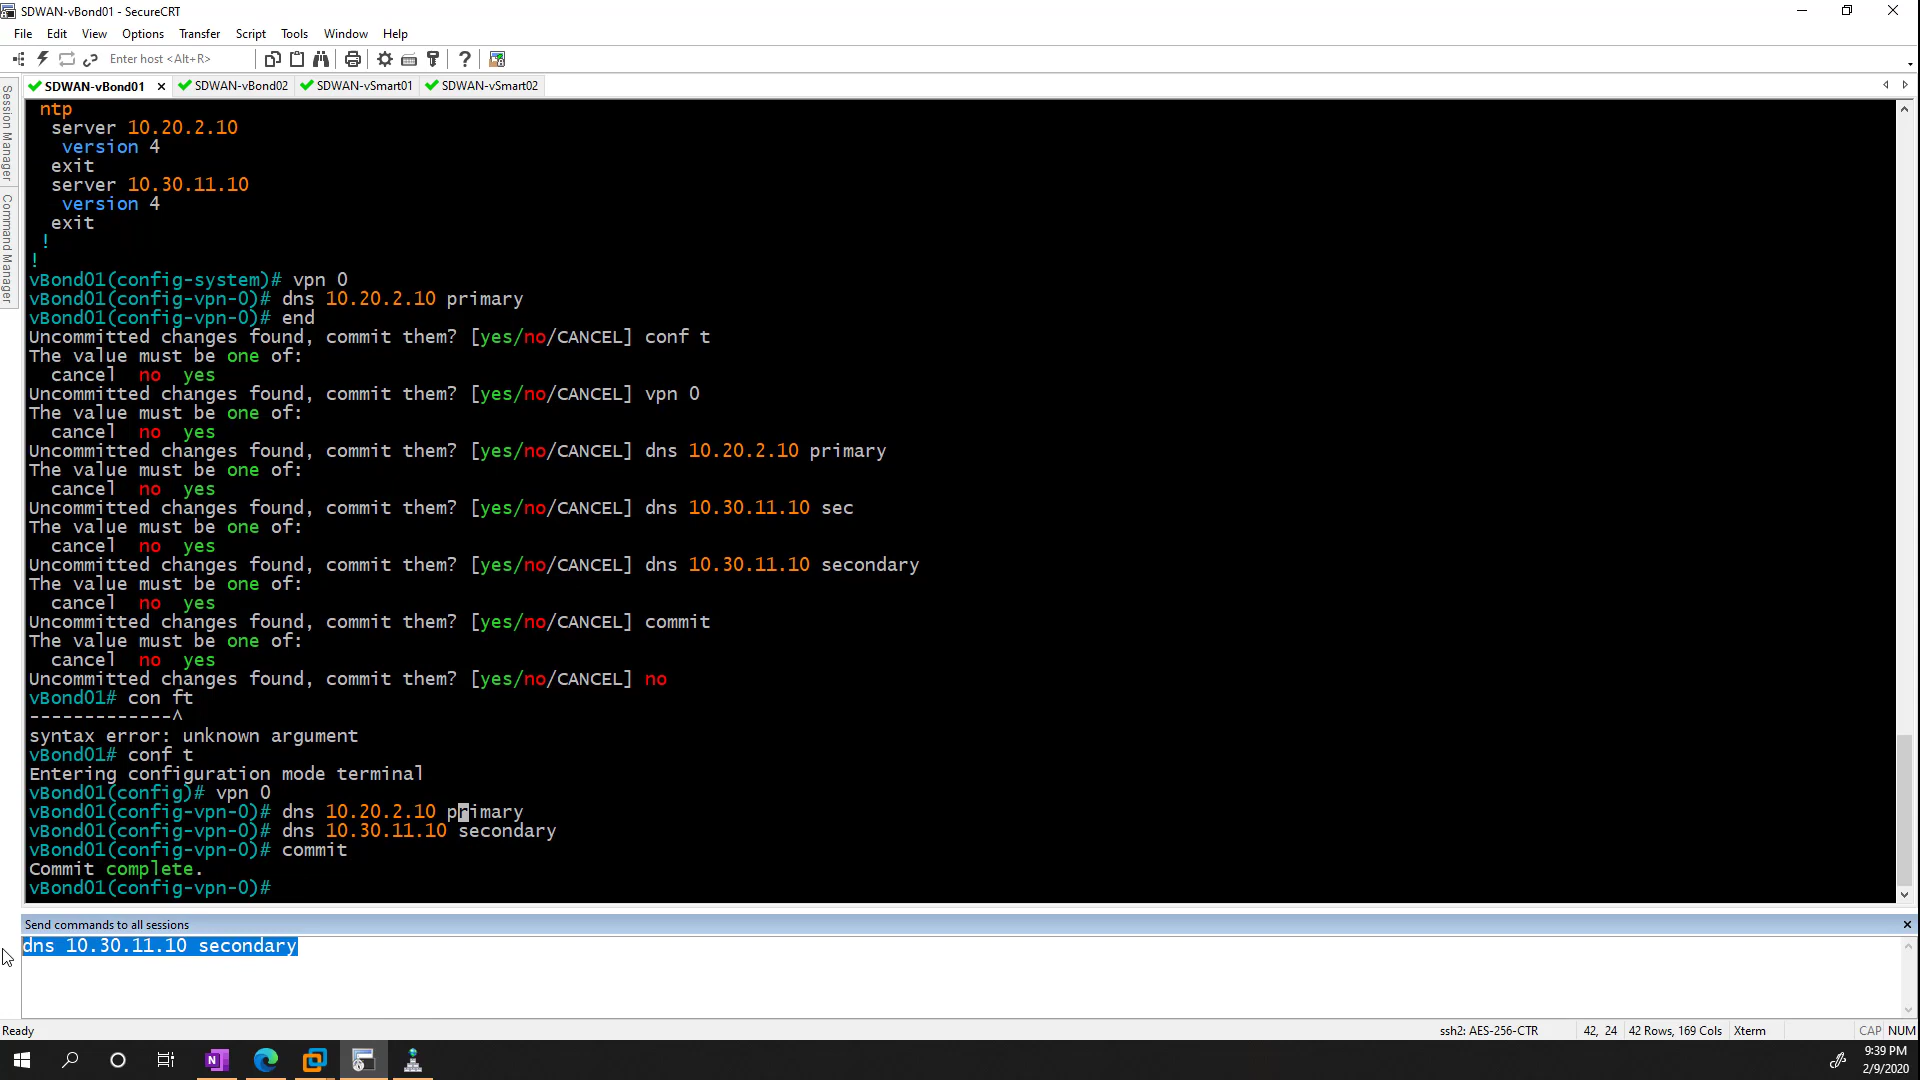 SDWAN-vBond01 - SecureCRT
File Edit View Options Transfer Script Tools Window Help
Enter host <Alt+R>
SDWAN-vBond01 SDWAN-vBond02 SDWAN-vSmart01 SDWAN-vSmart02
Session Manager
Command Manager
ntp
server 10.20.2.10
version 4
exit
server 10.30.11.10
version 4
exit
!
!
vBond01(config-system)# vpn 0
vBond01(config-vpn-0)# dns 10.20.2.10 primary
vBond01(config-vpn-0)# end
Uncommitted changes found, commit them? [yes/no/CANCEL] conf t
The value must be one of:
cancel no yes
Uncommitted changes found, commit them? [yes/no/CANCEL] vpn 0
The value must be one of:
cancel no yes
Uncommitted changes found, commit them? [yes/no/CANCEL] dns 10.20.2.10 primary
The value must be one of:
cancel no yes
Uncommitted changes found, commit them? [yes/no/CANCEL] dns 10.30.11.10 sec
The value must be one of:
cancel no yes
Uncommitted changes found, commit them? [yes/no/CANCEL] dns 10.30.11.10 secondary
The value must be one of:
cancel no yes
Uncommitted changes found, commit them? [yes/no/CANCEL] commit
The value must be one of:
cancel no yes
Uncommitted changes found, commit them? [yes/no/CANCEL] no
vBond01# con ft
-------------^
syntax error: unknown argument
vBond01# conf t
Entering configuration mode terminal
vBond01(config)# vpn 0
vBond01(config-vpn-0)# dns 10.20.2.10 primary
vBond01(config-vpn-0)# dns 10.30.11.10 secondary
vBond01(config-vpn-0)# commit
Commit complete.
vBond01(config-vpn-0)#
Send commands to all sessions
dns 10.30.11.10 secondary
Ready ssh2: AES-256-CTR 42, 24 42 Rows, 169 Cols Xterm CAP NUM
9:39 PM
2/9/2020